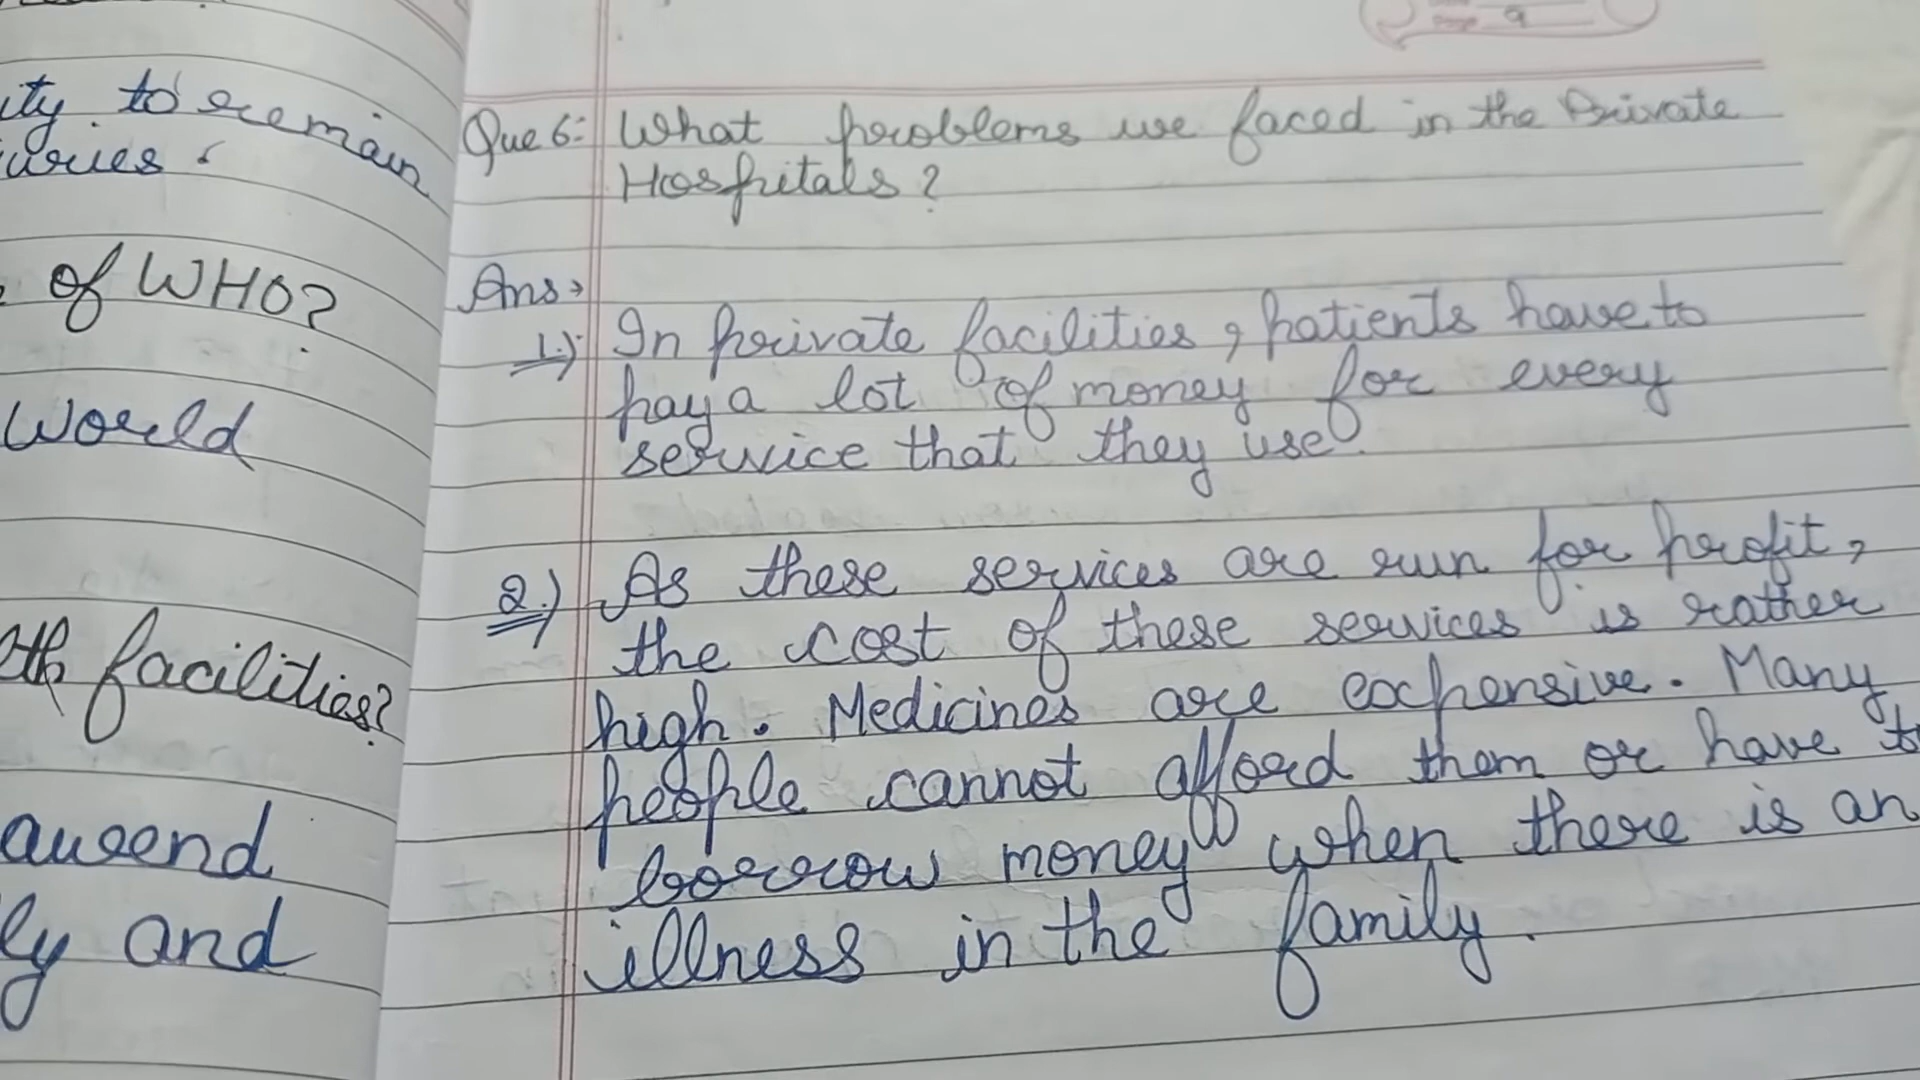 ity to remain
uries.
of WHO?
World
facilities?
ly and
Que 6:- What problems we faced in the Private
Hospitals?
Ans →
1.) In private facilities, patients have to
pay a lot of money for every
service that they use.
2.) As these services are run for profit,
the cost of these services is rather
high. Medicines are expensive. Many
people cannot afford them or have to
borrow money when there is an
illness in the family.